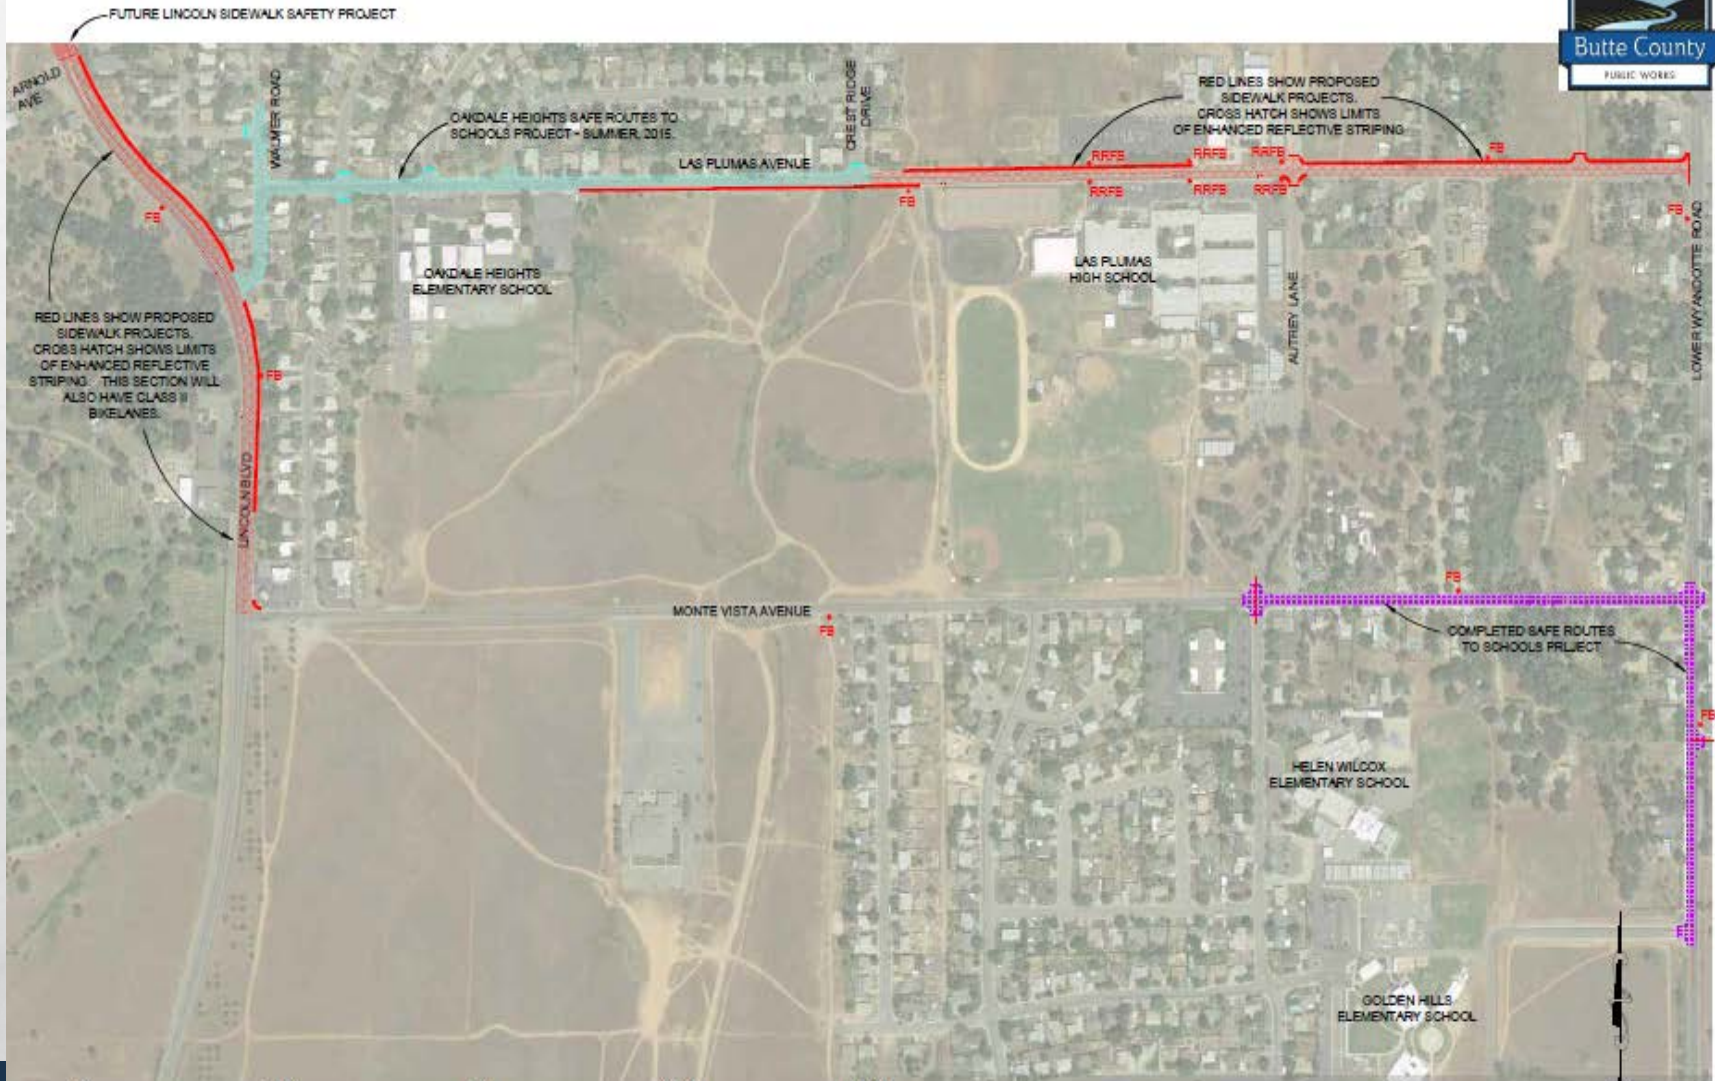 FUTURE LINCOLN SIDEWALK SAFETY PROJECT
Butte County
PUBLIC WORKS
ARNOLD
AVE
WALMER ROAD
OAKDALE HEIGHTS SAFE ROUTES TO
SCHOOLS PROJECT - SUMMER, 2015.
CREST RIDGE
DRIVE
LAS PLUMAS AVENUE
RED LINES SHOW PROPOSED
SIDEWALK PROJECTS.
CROSS HATCH SHOWS LIMITS
OF ENHANCED REFLECTIVE STRIPING
RRFB
RRFB
RRFB
FB
RRFB
RRFB
RRFB
FB
FB
FB
OAKDALE HEIGHTS
ELEMENTARY SCHOOL
LAS PLUMAS
HIGH SCHOOL
AUTREY LANE
LOWER WYANDOTTE ROAD
RED LINES SHOW PROPOSED
SIDEWALK PROJECTS.
CROSS HATCH SHOWS LIMITS
OF ENHANCED REFLECTIVE
STRIPING. THIS SECTION WILL
ALSO HAVE CLASS II
BIKELANES.
FB
LINCOLN BLVD
MONTE VISTA AVENUE
FB
FB
COMPLETED SAFE ROUTES
TO SCHOOLS PRLJECT
FB
HELEN WILCOX
ELEMENTARY SCHOOL
GOLDEN HILLS
ELEMENTARY SCHOOL